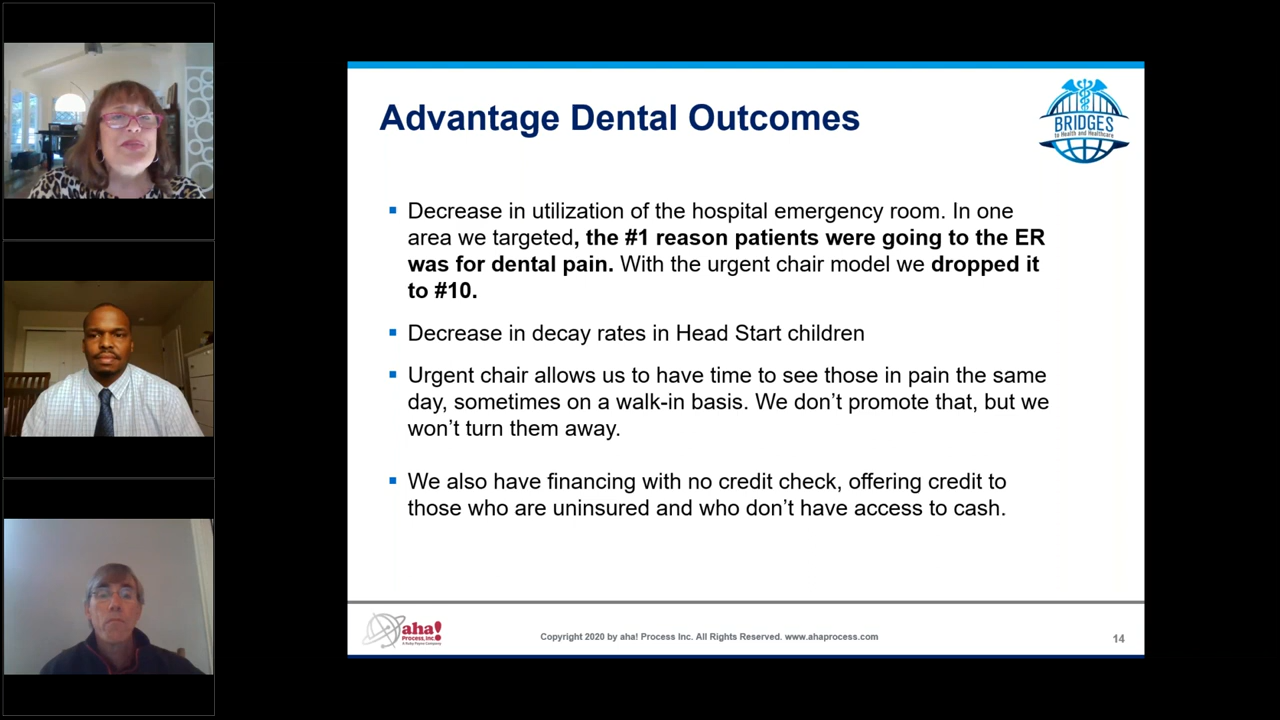 Advantage Dental Outcomes
BRIDGES
to Health and Healthcare
▪ Decrease in utilization of the hospital emergency room. In one
area we targeted, the #1 reason patients were going to the ER
was for dental pain. With the urgent chair model we dropped it
to #10.
▪ Decrease in decay rates in Head Start children
▪ Urgent chair allows us to have time to see those in pain the same
day, sometimes on a walk-in basis. We don’t promote that, but we
won’t turn them away.
▪ We also have financing with no credit check, offering credit to
those who are uninsured and who don’t have access to cash.
aha!
Process, Inc.
A Ruby Payne Company
Copyright 2020 by aha! Process Inc. All Rights Reserved. www.ahaprocess.com
14